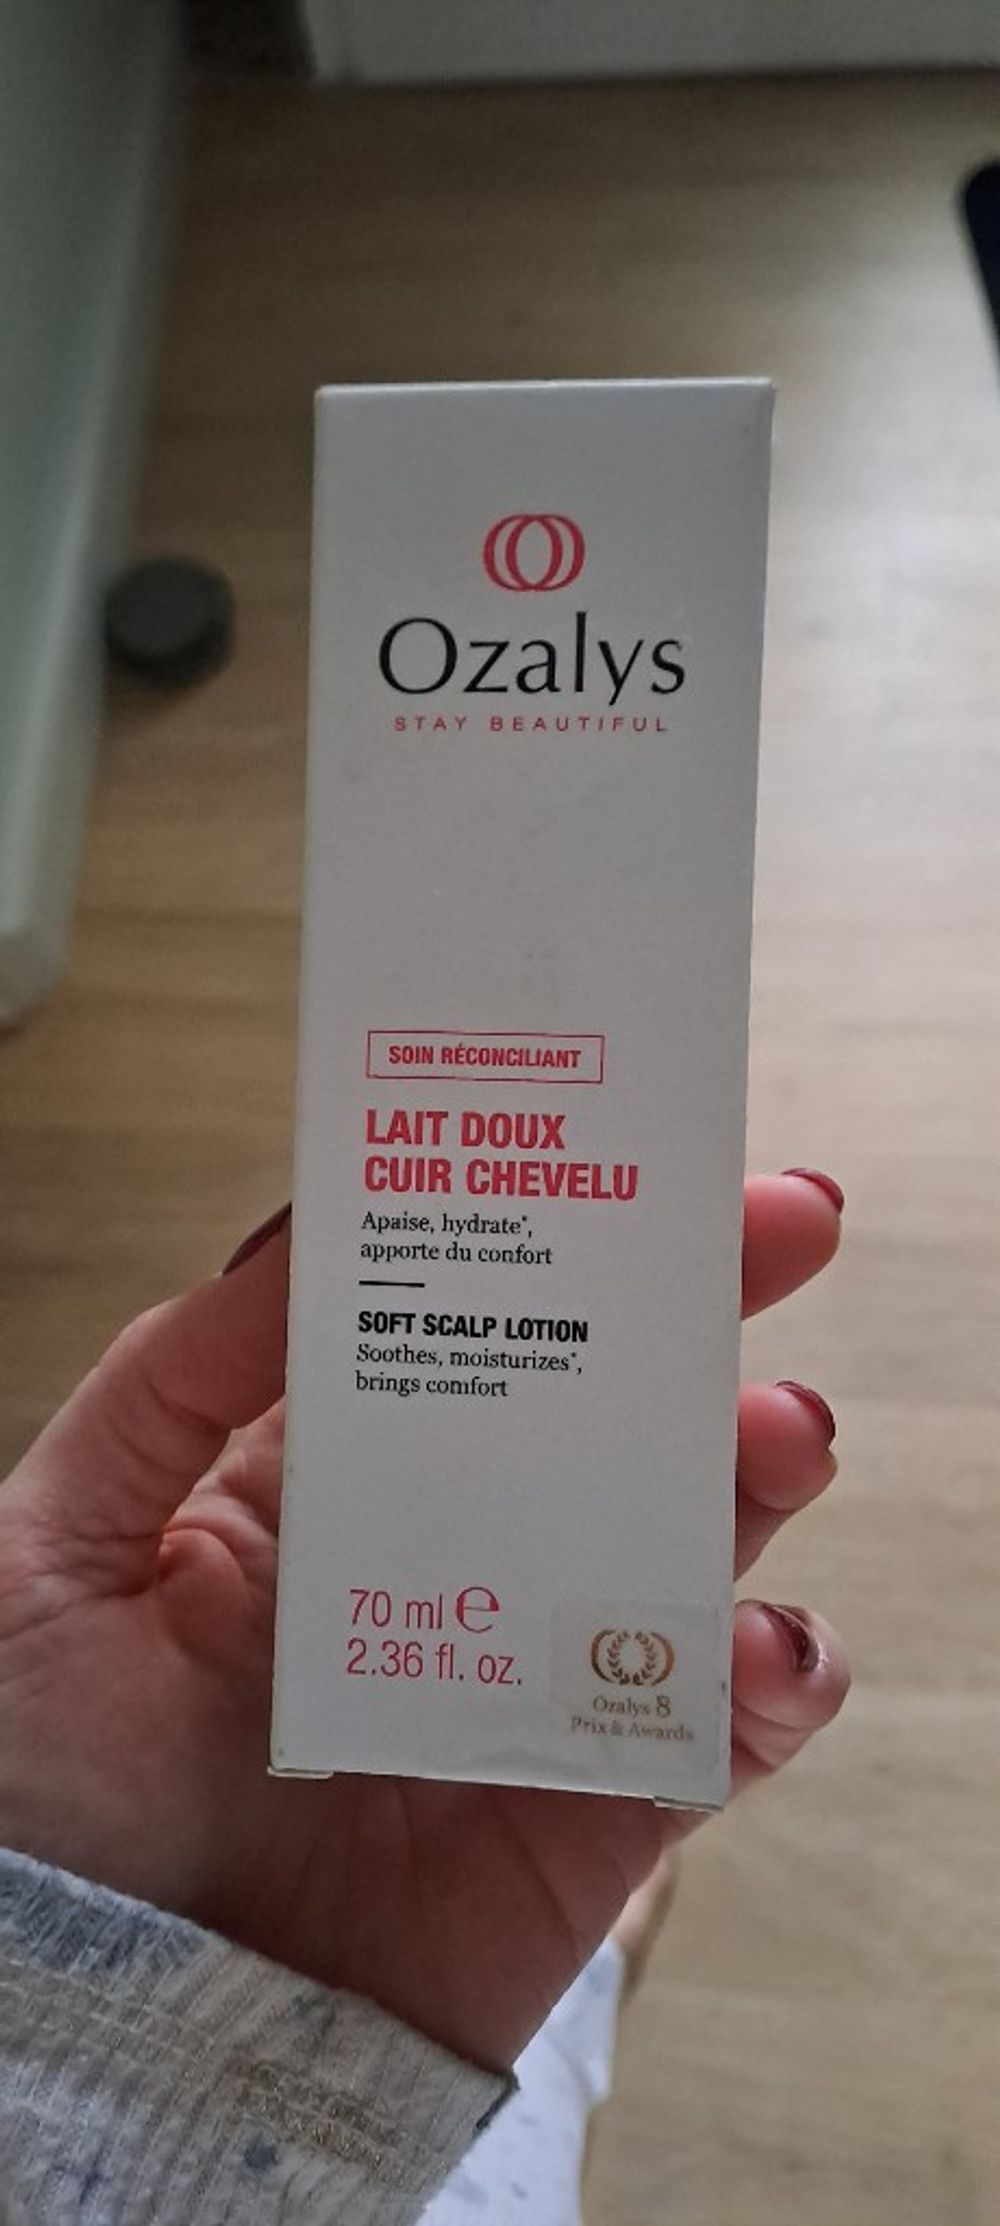 Ozalys
STAY BEAUTIFUL
SOIN RÉCONCILIANT
LAIT DOUX
CUIR CHEVELU
Apaise, hydrate*,
apporte du confort
SOFT SCALP LOTION
Soothes, moisturizes*,
brings comfort
70 ml ℮
2.36 fl. oz.
Ozalys 8
Prix & Awards